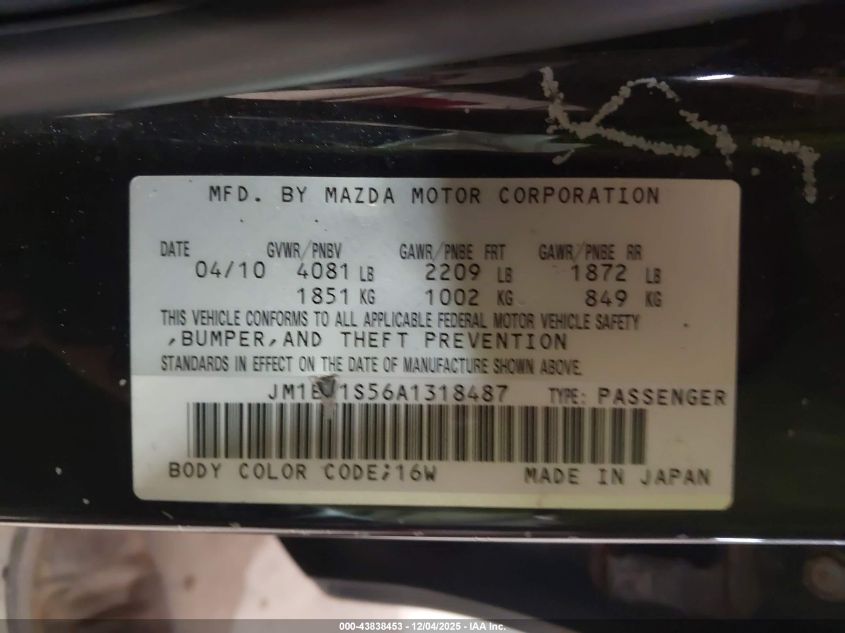 MFD. BY MAZDA MOTOR CORPORATION
DATE GVWR/PNBV GAWR/PNBE FRT GAWR/PNBE RR
04/10 4081 LB 2209 LB 1872 LB
1851 KG 1002 KG 849 KG
THIS VEHICLE CONFORMS TO ALL APPLICABLE FEDERAL MOTOR VEHICLE SAFETY
,BUMPER,AND THEFT PREVENTION
STANDARDS IN EFFECT ON THE DATE OF MANUFACTURE SHOWN ABOVE.
TYPE: PASSENGER
BODY COLOR CODE;16W MADE IN JAPAN
000-43838453 - 12/04/2025 - IAA Inc.